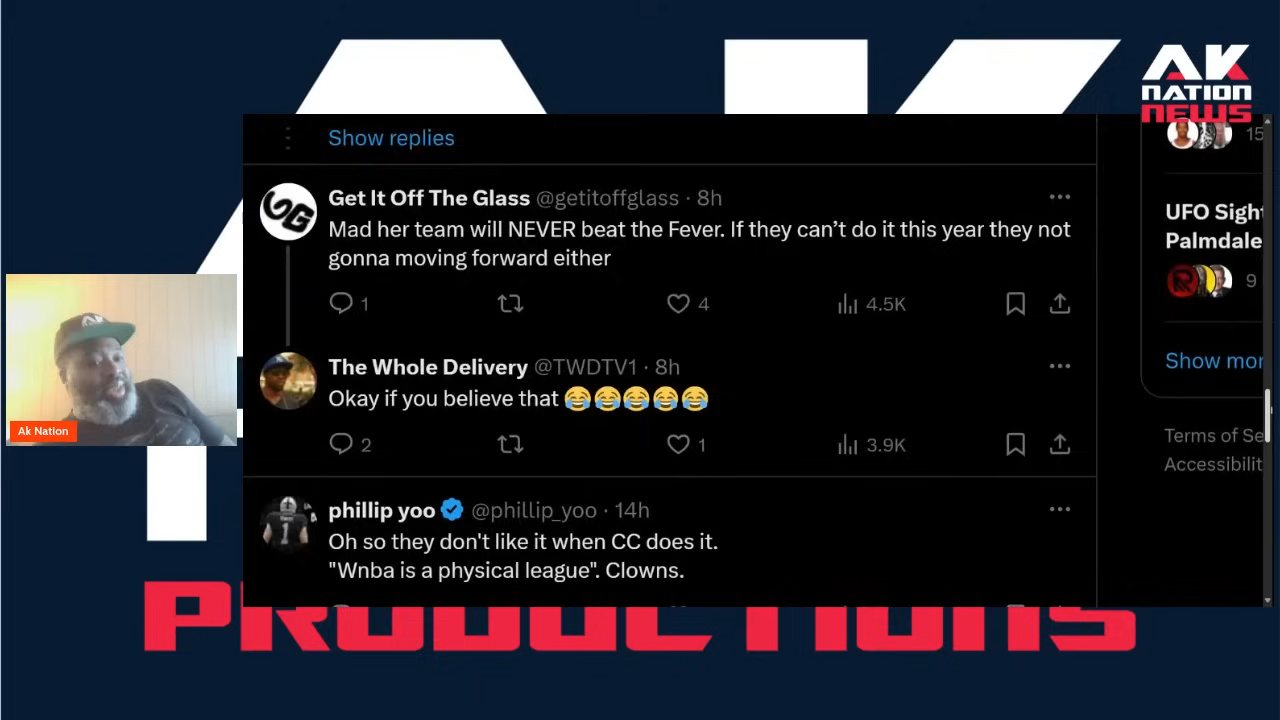 AK
NATION
NEWS
Show replies
15
Get It Off The Glass @getitoffglass · 8h
Mad her team will NEVER beat the Fever. If they can't do it this year they not
gonna moving forward either
1
4
4.5K
UFO Sight
Palmdale
9
The Whole Delivery @TWDTV1 · 8h
Okay if you believe that 😂😂😂😂😂
2
1
3.9K
Show mor
Ak Nation
Terms of Se
Accessibilit
phillip yoo @phillip_yoo · 14h
Oh so they don't like it when CC does it.
"Wnba is a physical league". Clowns.
PRODUCTIONS